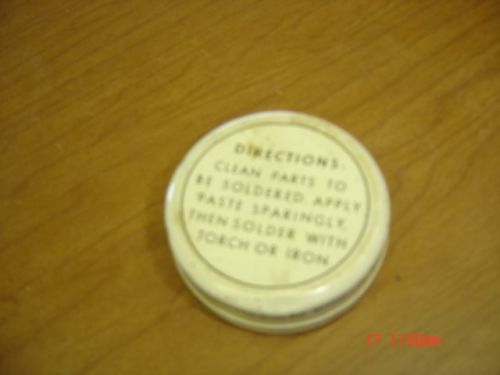 DIRECTIONS:
CLEAN PARTS TO
BE SOLDERED. APPLY
PASTE SPARINGLY,
THEN SOLDER WITH
TORCH OR IRON